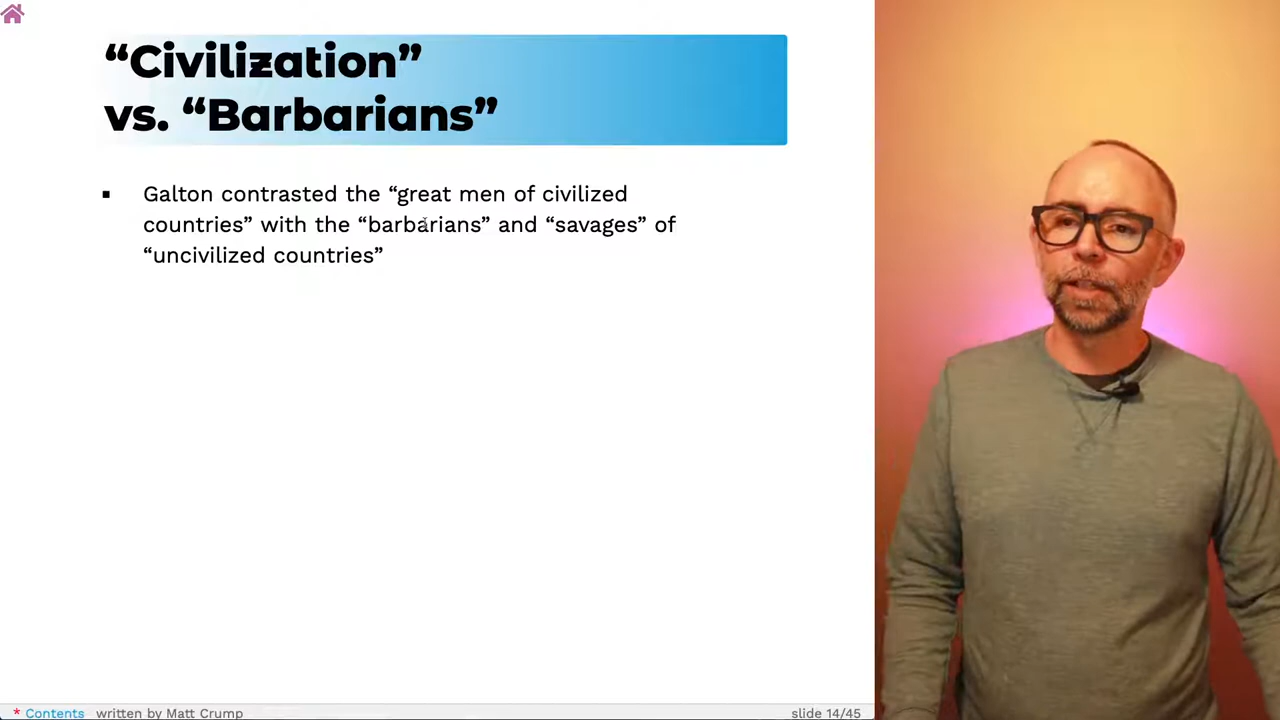 “Civilization”
vs. “Barbarians”
▪ Galton contrasted the “great men of civilized
countries” with the “barbarians” and “savages” of
“uncivilized countries”
* Contents written by Matt Crump
slide 14/45